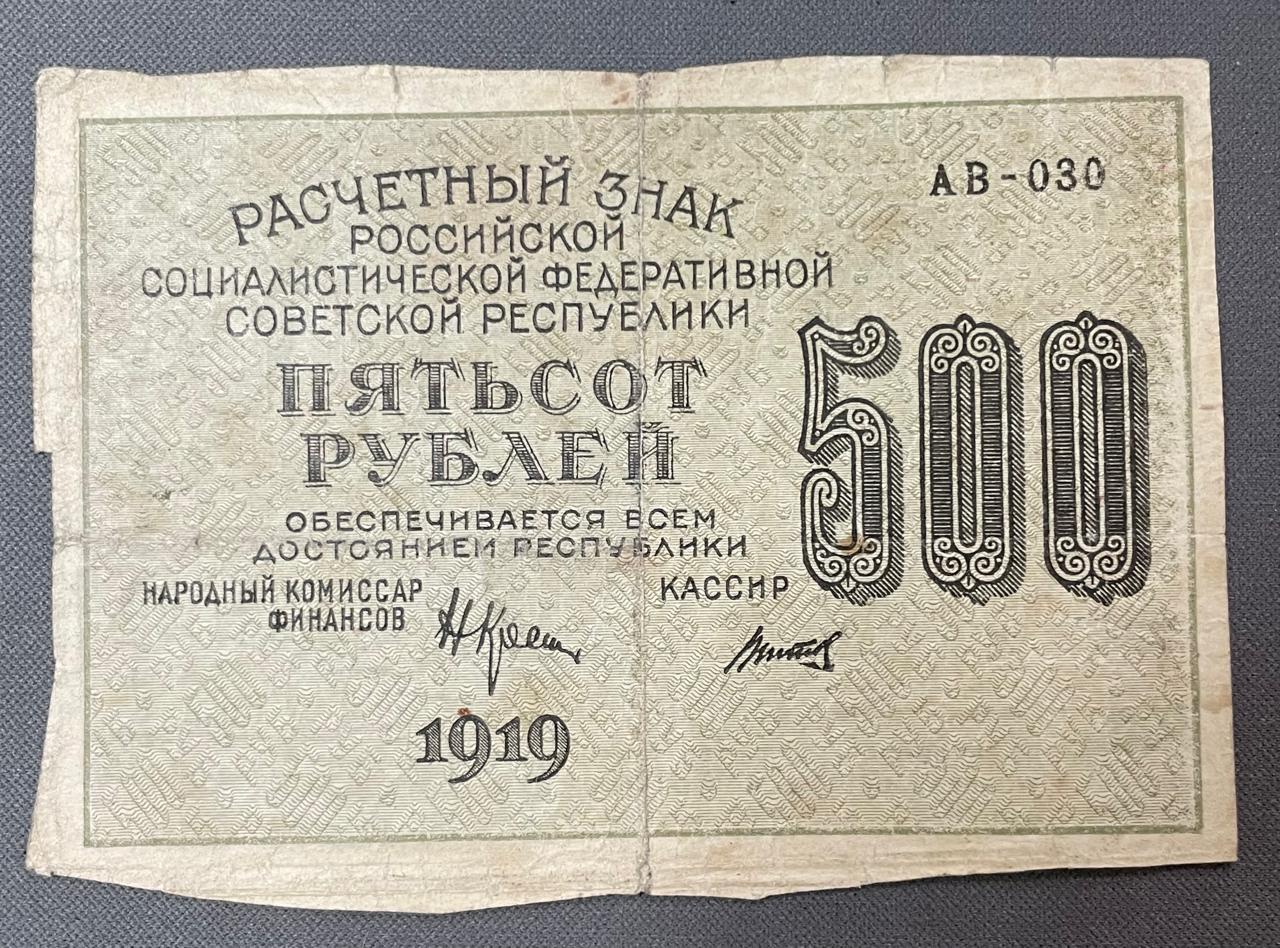 РАСЧЕТНЫЙ ЗНАК
АВ-030
РОССИЙСКОЙ
СОЦИАЛИСТИЧЕСКОЙ ФЕДЕРАТИВНОЙ
СОВЕТСКОЙ РЕСПУБЛИКИ
ПЯТЬСОТ
РУБЛЕЙ
500
ОБЕСПЕЧИВАЕТСЯ ВСЕМ
ДОСТОЯНИЕМ РЕСПУБЛИКИ
НАРОДНЫЙ КОМИССАР
ФИНАНСОВ
КАССИР
1919